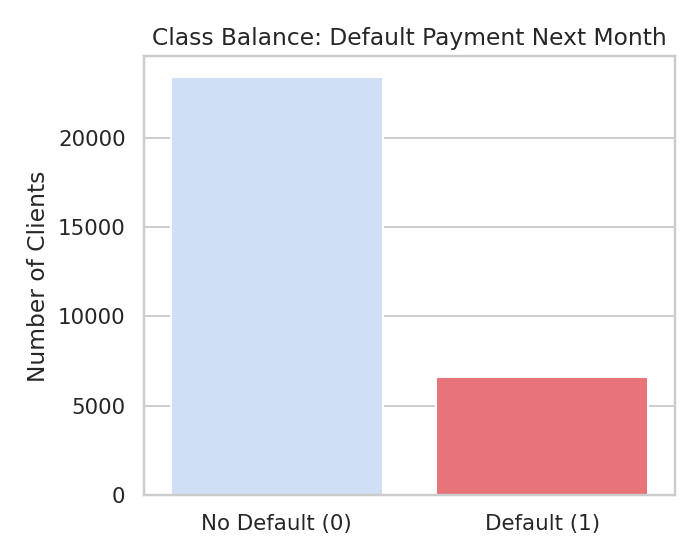 Class Balance: Default Payment Next Month
Number of Clients
20000
15000
10000
5000
0
No Default (0)
Default (1)